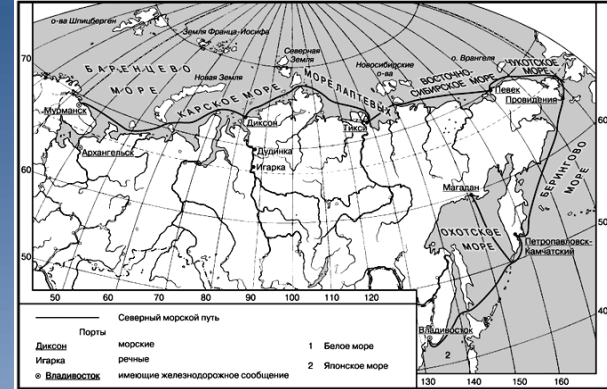 о-ва Шпицберген
Земля Франца-Иосифа
Северная
Земля
Новосибирские
о-ва
о. Врангеля
ЧУКОТСКОЕ
МОРЕ
БАРЕНЦЕВО
МОРЕ
Новая Земля
КАРСКОЕ МОРЕ
МОРЕ ЛАПТЕВЫХ
ВОСТОЧНО-
СИБИРСКОЕ МОРЕ
Певек
Провидения
Мурманск
Архангельск
Диксон
Тикси
Дудинка
Игарка
Магадан
БЕРИНГОВО
МОРЕ
ОХОТСКОЕ
МОРЕ
Петропавловск-
Камчатский
Владивосток
2
70
70
60
60
50
50
40
50 60 70 80 90 100 110 120
130 140 150 160
Северный морской путь
Порты
Диксон морские
Игарка речные
Владивосток имеющие железнодорожное сообщение
1 Белое море
2 Японское море